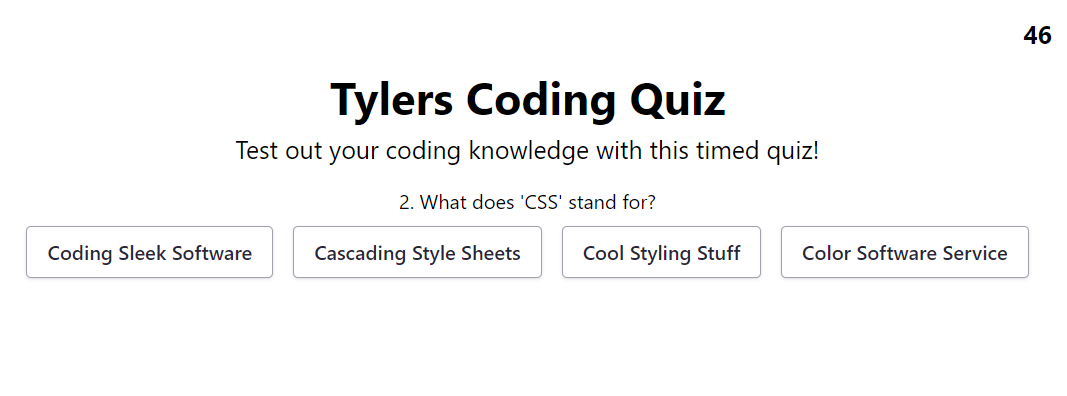 46
Tylers Coding Quiz
Test out your coding knowledge with this timed quiz!
2. What does 'CSS' stand for?
Coding Sleek Software
Cascading Style Sheets
Cool Styling Stuff
Color Software Service